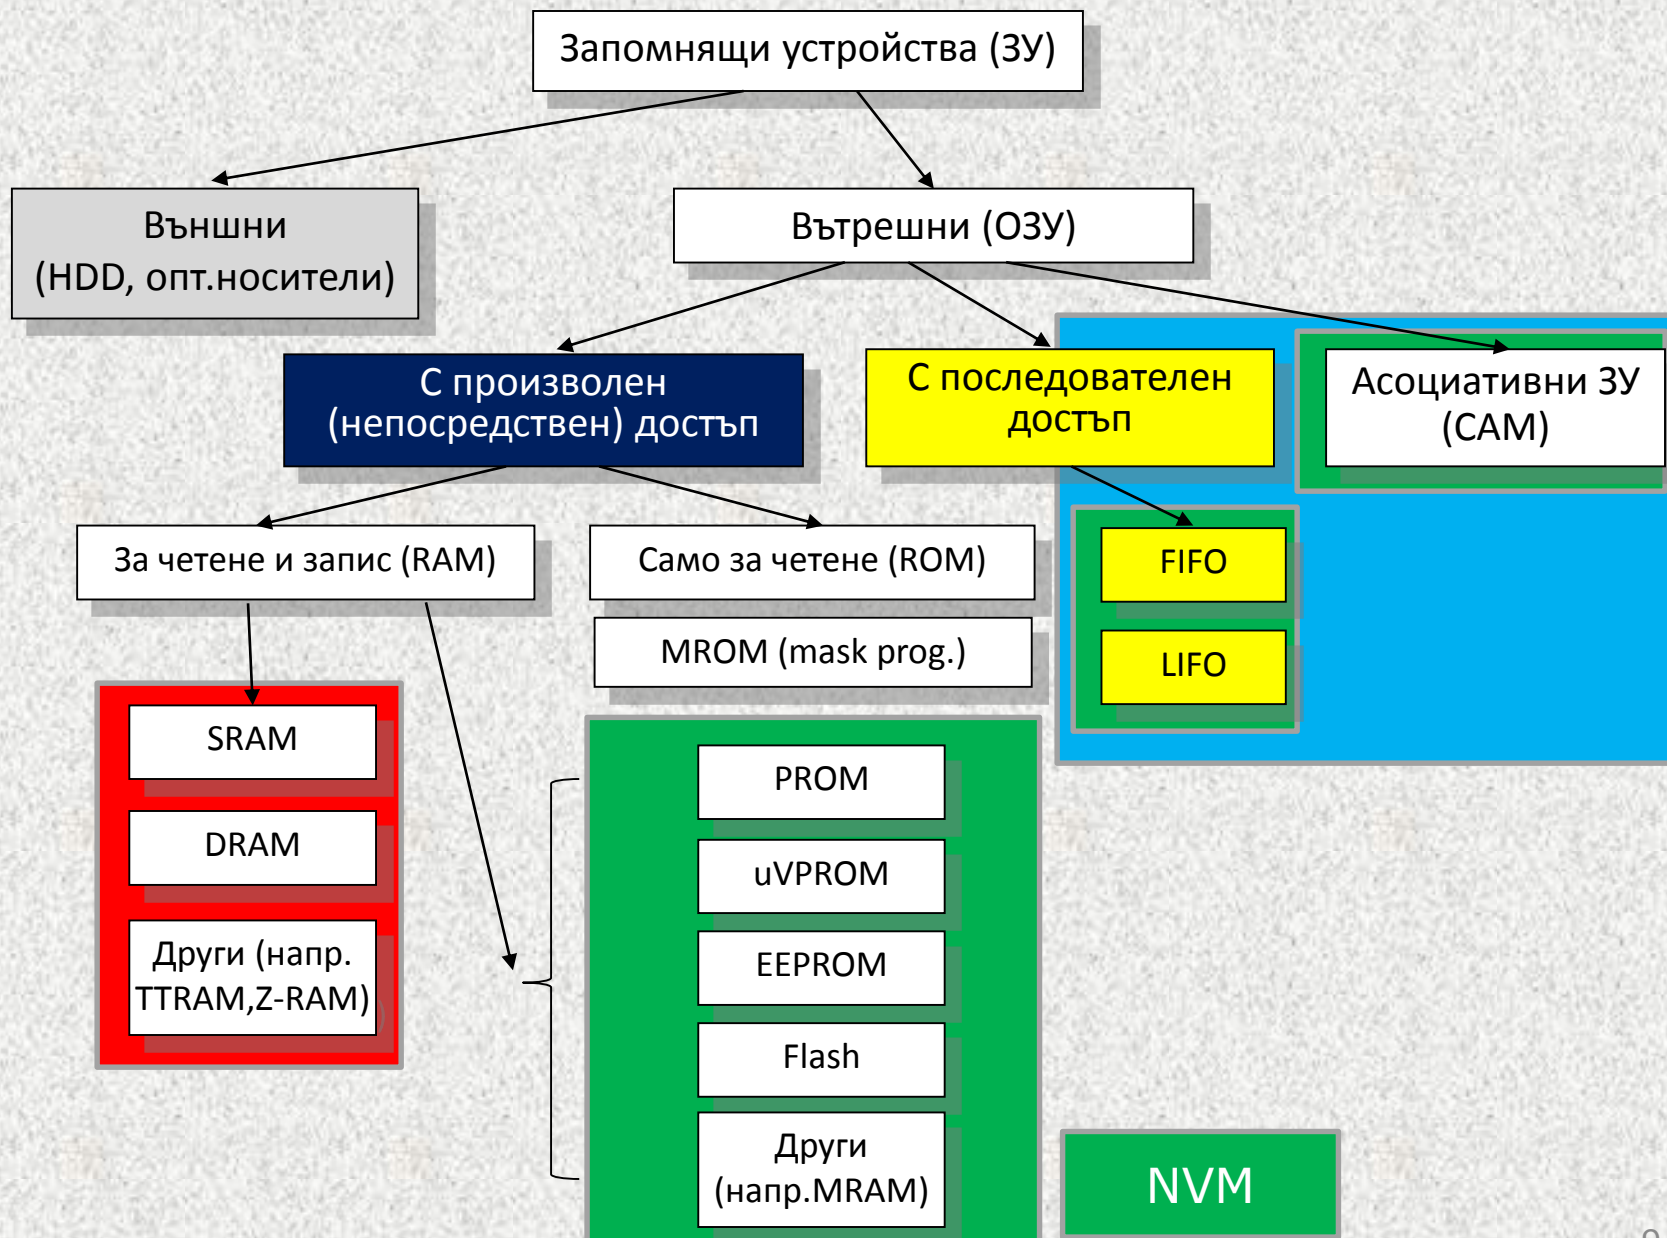 Запомнящи устройства (ЗУ)
Външни
(HDD, опт.носители)
Вътрешни (ОЗУ)
С произволен
(непосредствен) достъп
С последователен
достъп
Асоциативни ЗУ
(CAM)
За четене и запис (RAM)
Само за четене (ROM)
MROM (mask prog.)
FIFO
LIFO
SRAM
DRAM
Други (напр.
TTRAM,Z-RAM)
PROM
uVPROM
EEPROM
Flash
Други
(напр.MRAM)
NVM